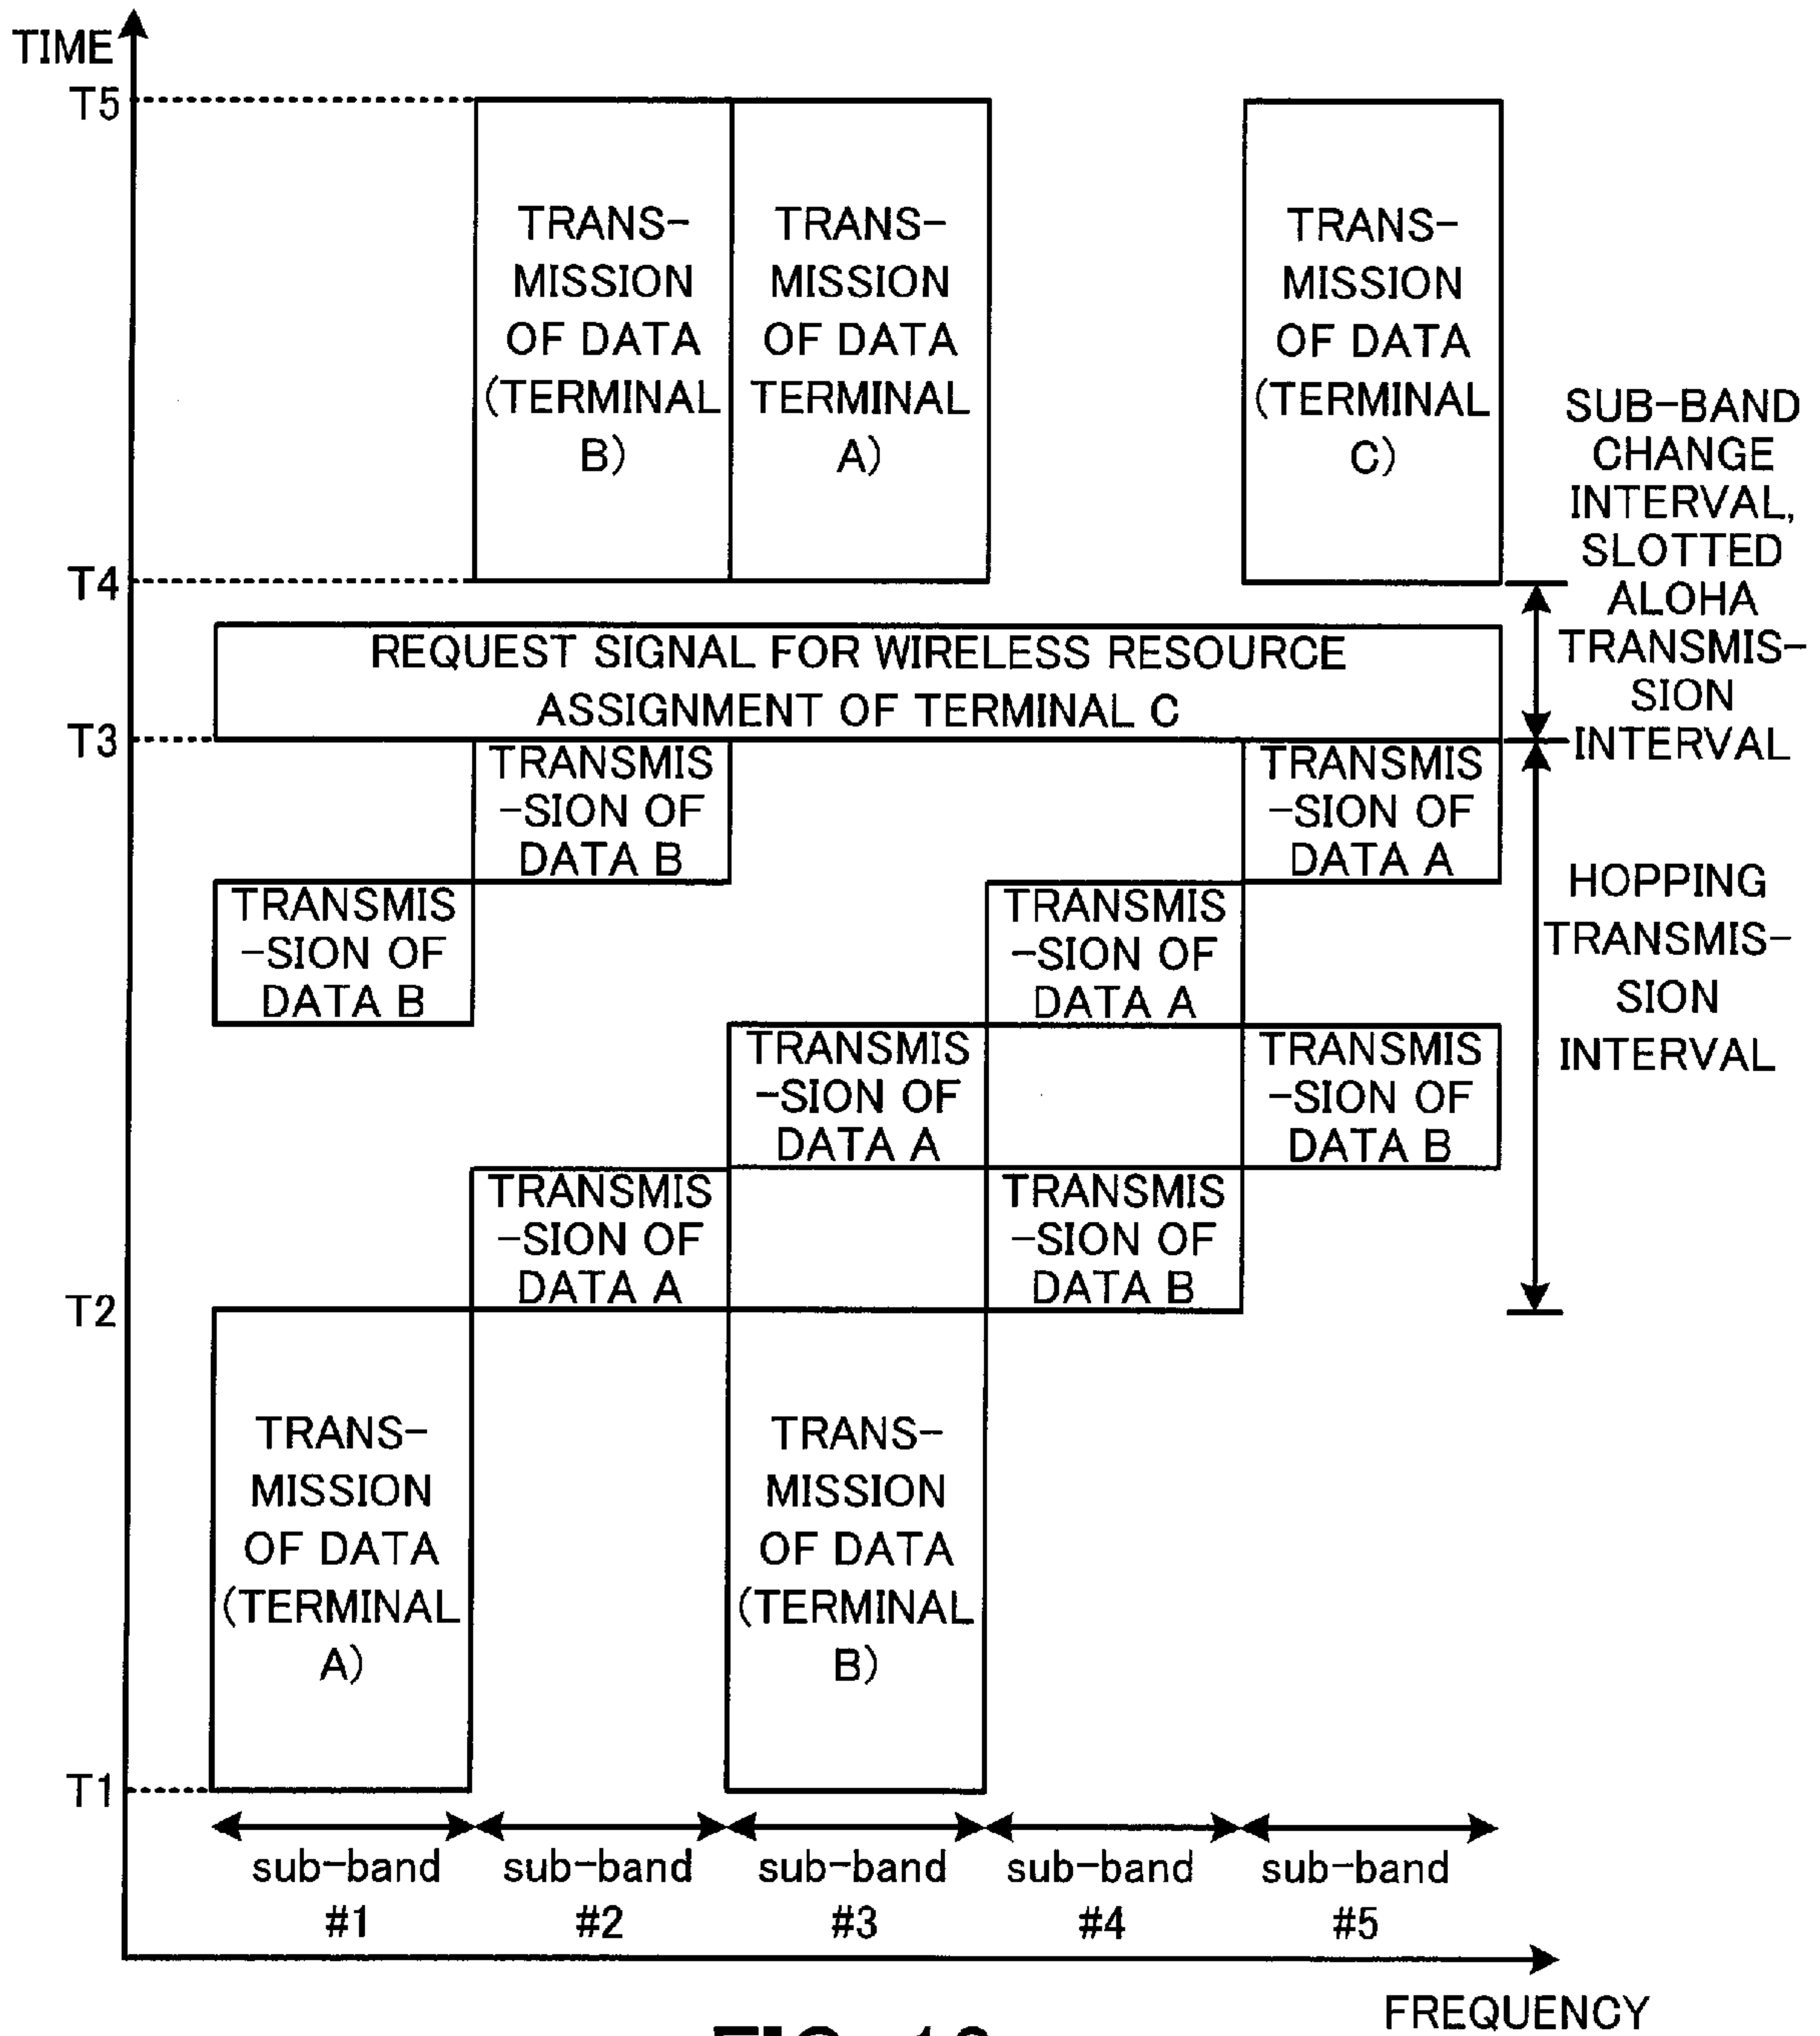 TIME
T5
TRANS-
MISSION
OF DATA
(TERMINAL
B)
TRANS-
MISSION
OF DATA
TERMINAL
A)
TRANS-
MISSION
OF DATA
(TERMINAL
C)
SUB-BAND
CHANGE
INTERVAL,
SLOTTED
ALOHA
TRANSMIS-
SION
INTERVAL
T4
REQUEST SIGNAL FOR WIRELESS RESOURCE
ASSIGNMENT OF TERMINAL C
T3
TRANSMIS
-SION OF
DATA B
TRANSMIS
-SION OF
DATA A
HOPPING
TRANSMIS-
SION
INTERVAL
TRANSMIS
-SION OF
DATA B
TRANSMIS
-SION OF
DATA A
TRANSMIS
-SION OF
DATA A
TRANSMIS
-SION OF
DATA B
TRANSMIS
-SION OF
DATA A
TRANSMIS
-SION OF
DATA B
T2
TRANS-
MISSION
OF DATA
(TERMINAL
A)
TRANS-
MISSION
OF DATA
(TERMINAL
B)
T1
sub-band
#1
sub-band
#2
sub-band
#3
sub-band
#4
sub-band
#5
FREQUENCY